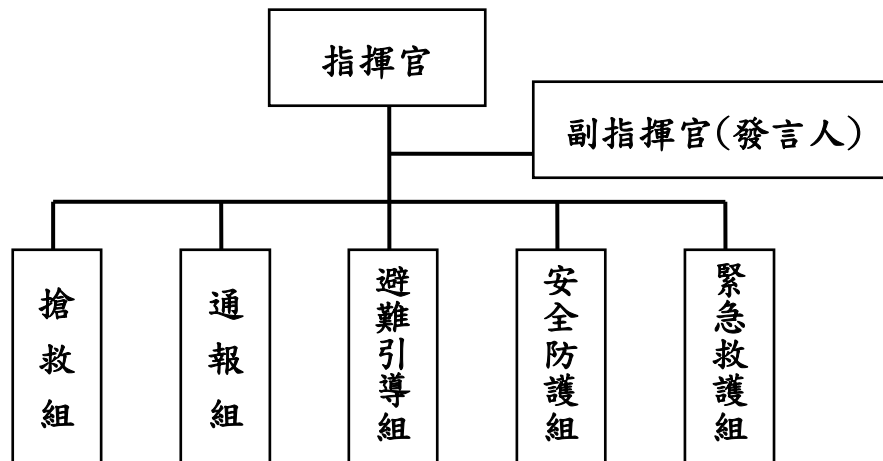 指揮官
副指揮官(發言人)
搶救組
通報組
避難引導組
安全防護組
緊急救護組